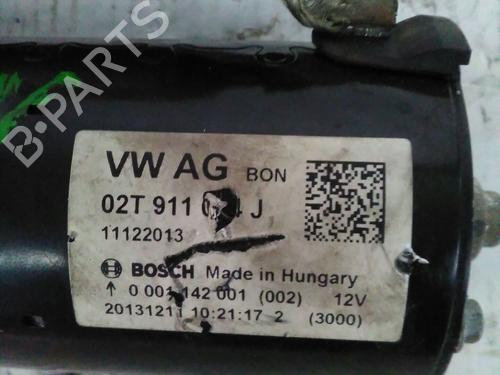 B-PARTS
VW AG BON
02T 911 J
11122013
BOSCH Made in Hungary
0 001 142 001 (002) 12V
20131211 10:21:17 2 (3000)